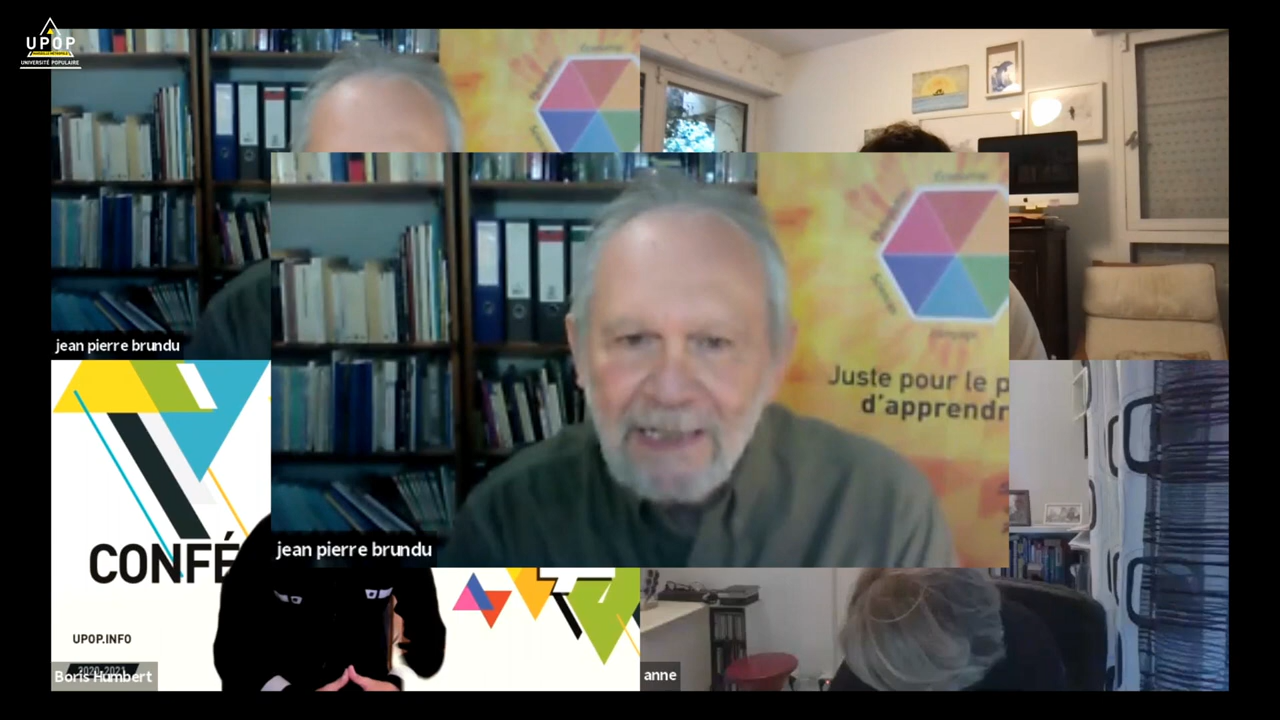 UPOP
UNIVERSITÉ POPULAIRE
jean pierre brundu
Juste pour le p
d'apprendr
jean pierre brundu
CONFÉ
UPOP.INFO
2020-2021
Boris Humbert
anne